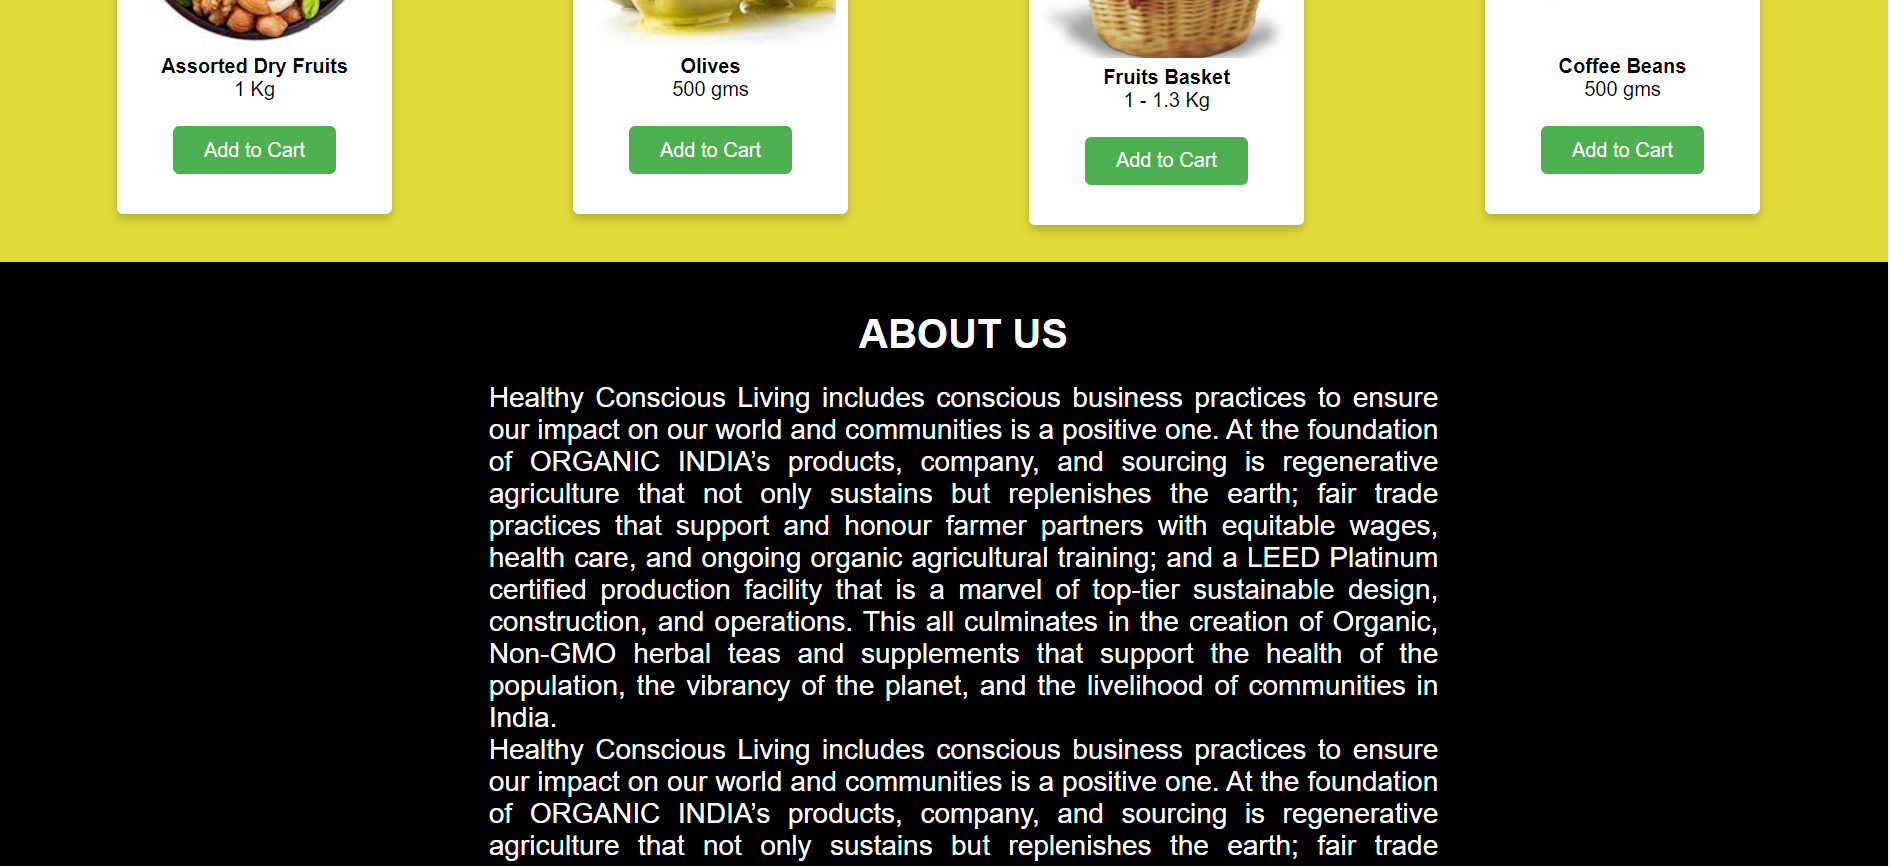 Assorted Dry Fruits
1 Kg
Add to Cart
Olives
500 gms
Add to Cart
Fruits Basket
1 - 1.3 Kg
Add to Cart
Coffee Beans
500 gms
Add to Cart
ABOUT US
Healthy Conscious Living includes conscious business practices to ensure
our impact on our world and communities is a positive one. At the foundation
of ORGANIC INDIA’s products, company, and sourcing is regenerative
agriculture that not only sustains but replenishes the earth; fair trade
practices that support and honour farmer partners with equitable wages,
health care, and ongoing organic agricultural training; and a LEED Platinum
certified production facility that is a marvel of top-tier sustainable design,
construction, and operations. This all culminates in the creation of Organic,
Non-GMO herbal teas and supplements that support the health of the
population, the vibrancy of the planet, and the livelihood of communities in
India.
Healthy Conscious Living includes conscious business practices to ensure
our impact on our world and communities is a positive one. At the foundation
of ORGANIC INDIA’s products, company, and sourcing is regenerative
agriculture that not only sustains but replenishes the earth; fair trade